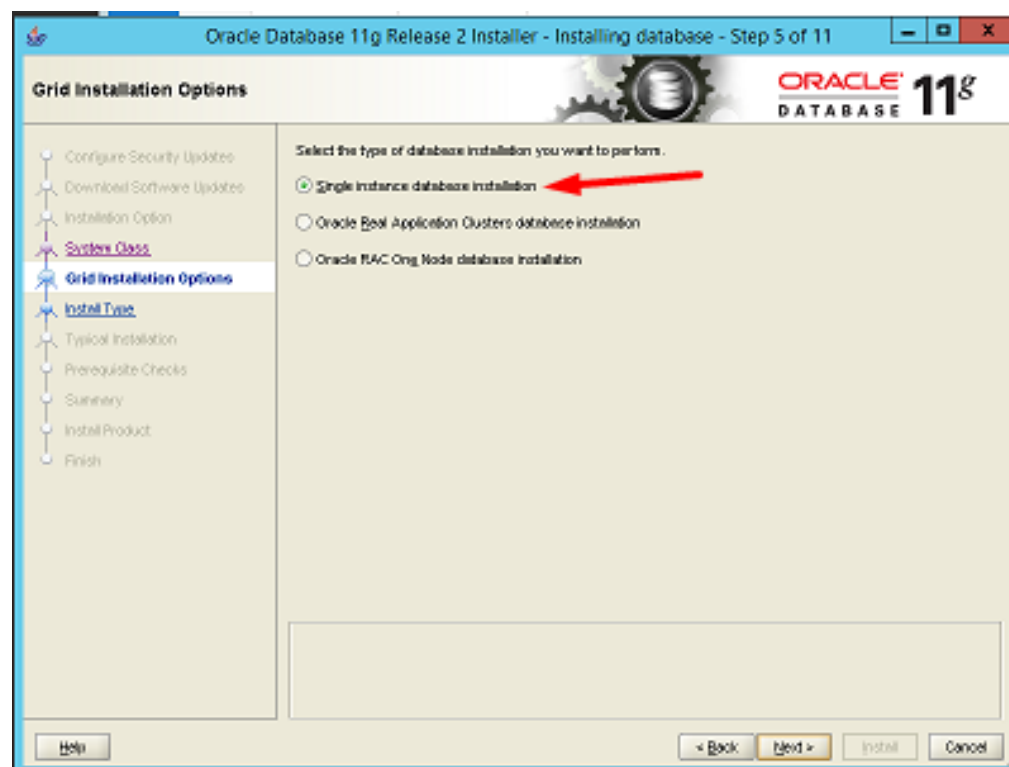 Oracle Database 11g Release 2 Installer - Installing database - Step 5 of 11
Grid Installation Options
ORACLE 11g
DATABASE
Configure Security Updates
Download Software Updates
Installation Option
System Class
Grid Installation Options
Install Type
Typical Installation
Prerequisite Checks
Summary
Install Product
Finish
Select the type of database installation you want to perform.
Single instance database installation
Oracle Real Application Clusters database installation
Oracle RAC One Node database installation
Help
< Back
Next >
Install
Cancel